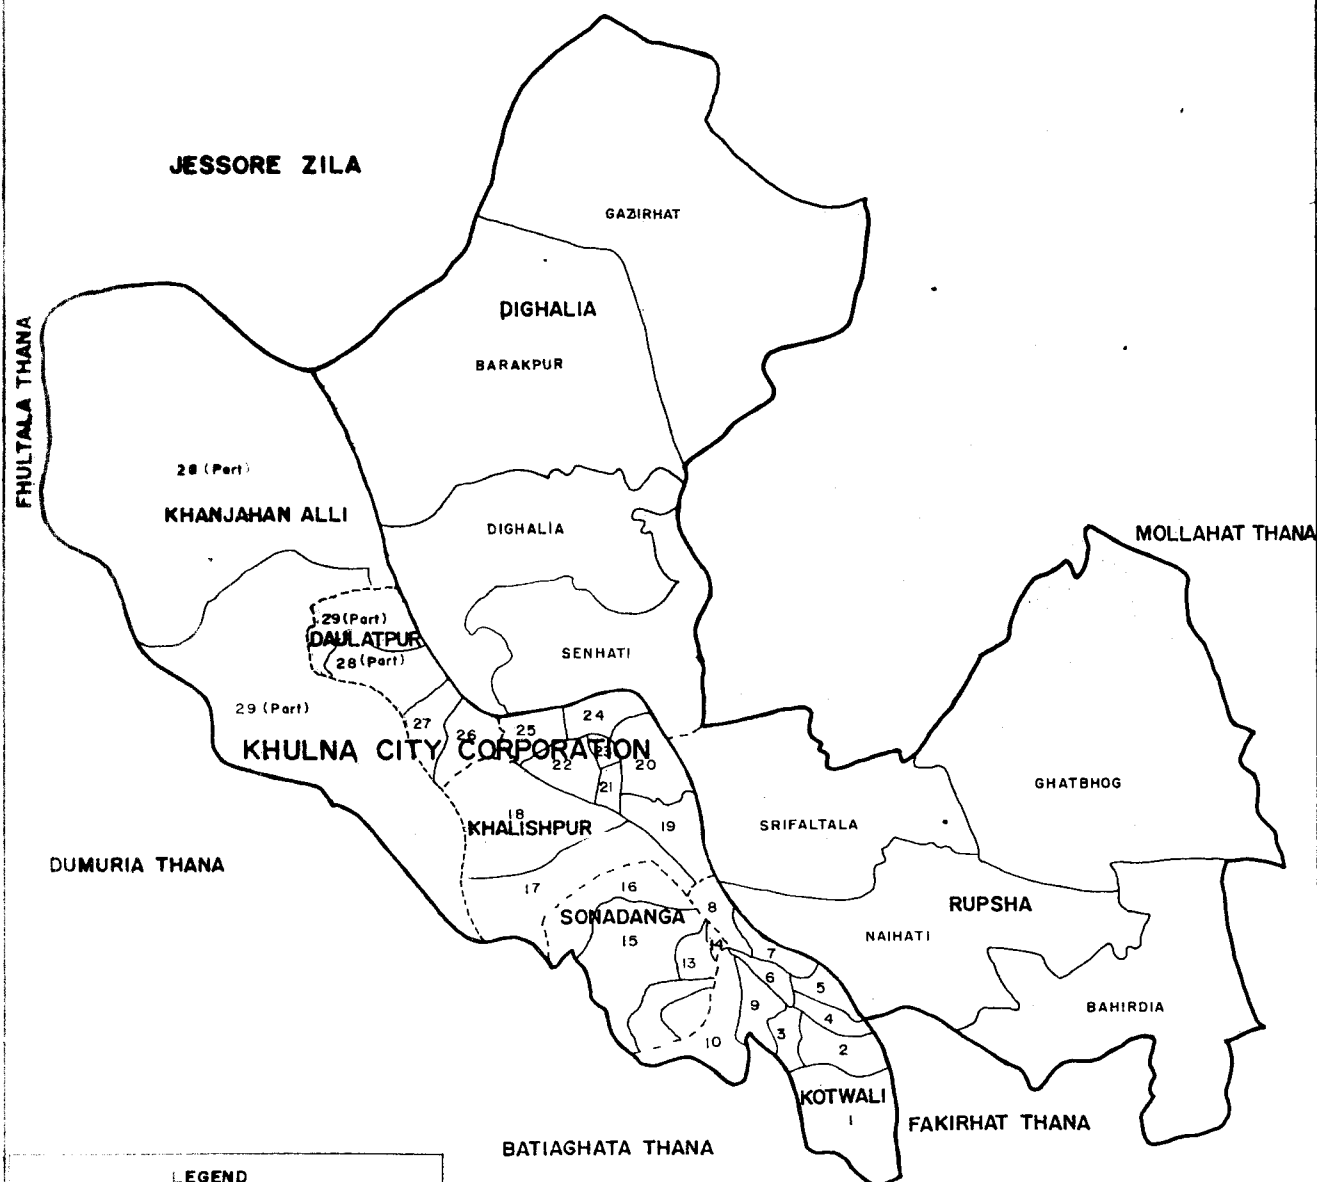 JESSORE ZILA
GAZIRHAT
DIGHALIA
BARAKPUR
FHULTALA THANA
28 (Part)
KHANJAHAN ALLI
DIGHALIA
MOLLAHAT THANA
29 (Part)
DAULATPUR
28 (Part)
SENHATI
29 (Part)
27
26
25
24
KHULNA CITY CORPORATION
23
22
20
21
GHATBHOG
18
KHALISHPUR
19
SRIFALTALA
DUMURIA THANA
17
16
SONADANGA
8
RUPSHA
15
14
NAIHATI
13
7
6
5
9
4
BAHIRDIA
3
10
2
KOTWALI
1
FAKIRHAT THANA
BATIAGHATA THANA
LEGEND